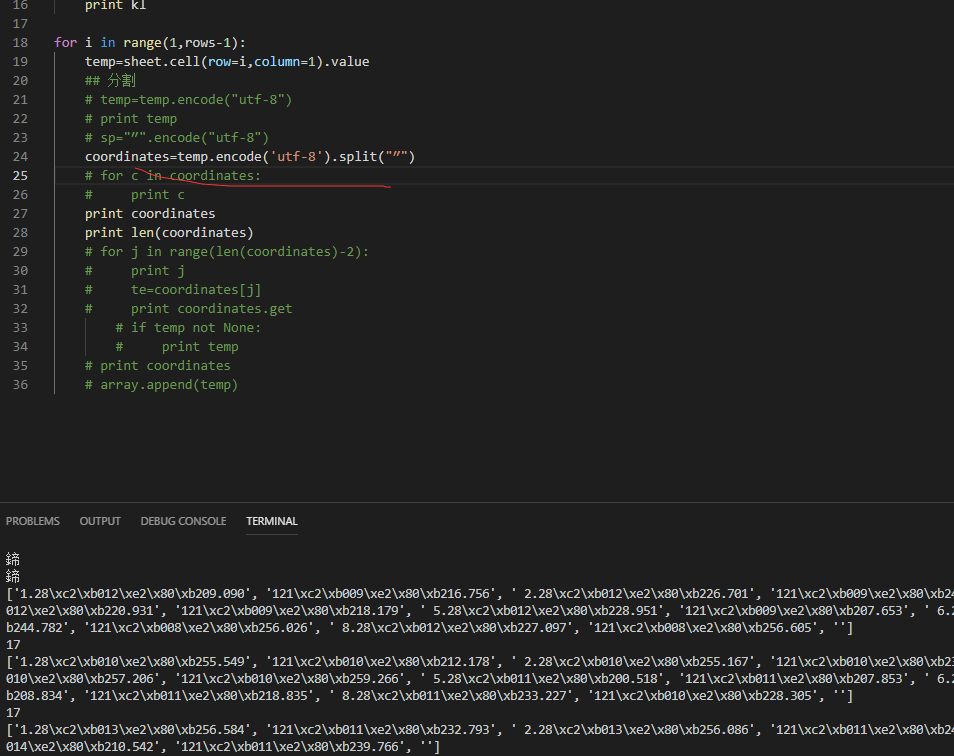 16 print kl
17
18 for i in range(1,rows-1):
19 temp=sheet.cell(row=i,column=1).value
20 ## 分割
21 # temp=temp.encode("utf-8")
22 # print temp
23 # sp="″".encode("utf-8")
24 coordinates=temp.encode('utf-8').split("″")
25 # for c in coordinates:
26 # print c
27 print coordinates
28 print len(coordinates)
29 # for j in range(len(coordinates)-2):
30 # print j
31 # te=coordinates[j]
32 # print coordinates.get
33 # if temp not None:
34 # print temp
35 # print coordinates
36 # array.append(temp)
PROBLEMS OUTPUT DEBUG CONSOLE TERMINAL
鍗
鍗
['1.28\xc2\xb012\xe2\x80\xb209.090', '121\xc2\xb009\xe2\x80\xb216.756', ' 2.28\xc2\xb012\xe2\x80\xb226.701', '121\xc2\xb009\xe2\x80\xb24
012\xe2\x80\xb220.931', '121\xc2\xb009\xe2\x80\xb218.179', ' 5.28\xc2\xb012\xe2\x80\xb228.951', '121\xc2\xb009\xe2\x80\xb207.653', ' 6.2
b244.782', '121\xc2\xb008\xe2\x80\xb256.026', ' 8.28\xc2\xb012\xe2\x80\xb227.097', '121\xc2\xb008\xe2\x80\xb256.605', '']
17
['1.28\xc2\xb010\xe2\x80\xb255.549', '121\xc2\xb010\xe2\x80\xb212.178', ' 2.28\xc2\xb010\xe2\x80\xb255.167', '121\xc2\xb010\xe2\x80\xb23
010\xe2\x80\xb257.206', '121\xc2\xb010\xe2\x80\xb259.266', ' 5.28\xc2\xb011\xe2\x80\xb200.518', '121\xc2\xb011\xe2\x80\xb207.853', ' 6.2
b208.834', '121\xc2\xb011\xe2\x80\xb218.835', ' 8.28\xc2\xb011\xe2\x80\xb233.227', '121\xc2\xb010\xe2\x80\xb228.305', '']
17
['1.28\xc2\xb013\xe2\x80\xb256.584', '121\xc2\xb011\xe2\x80\xb232.793', ' 2.28\xc2\xb013\xe2\x80\xb256.086', '121\xc2\xb011\xe2\x80\xb24
014\xe2\x80\xb210.542', '121\xc2\xb011\xe2\x80\xb239.766', '']